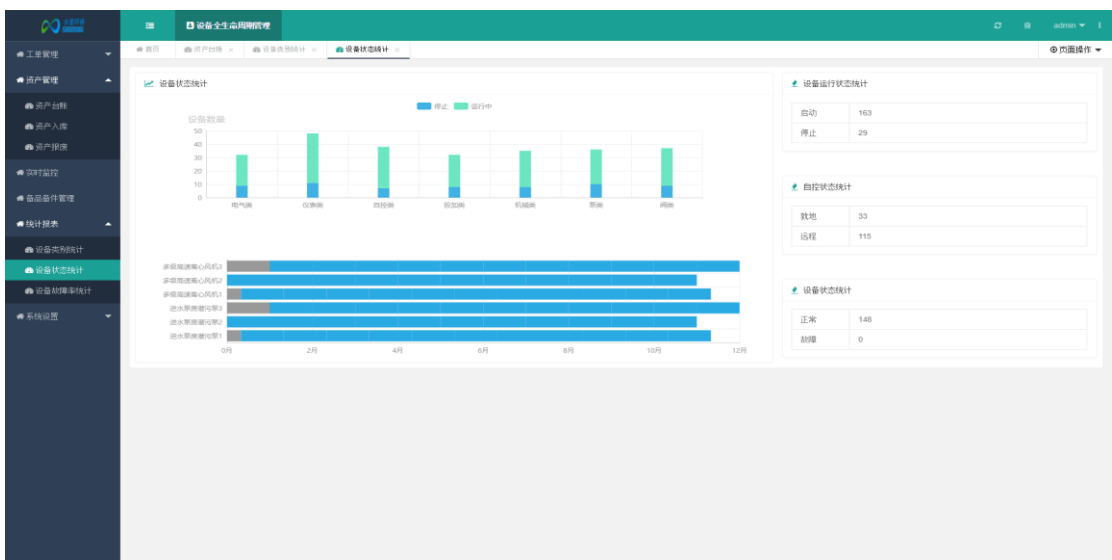 设备全生命周期管理
admin
工单管理
资产管理
资产台账
资产入库
资产报废
实时监控
备品备件管理
统计报表
设备类别统计
设备状态统计
设备故障率统计
系统设置
首页
资产台账 ×
设备类别统计 ×
设备状态统计 ×
页面操作
设备状态统计
停止 运行中
设备数量
50
40
30
20
10
0
电气类 仪表类 自控类 投加类 机械类 泵类 阀类
多级高速离心风机3
多级高速离心风机2
多级高速离心风机1
进水泵房潜污泵3
进水泵房潜污泵2
进水泵房潜污泵1
0月 2月 4月 6月 8月 10月 12月
设备运行状态统计
启动 163
停止 29
自控状态统计
就地 33
远程 115
设备状态统计
正常 148
故障 0